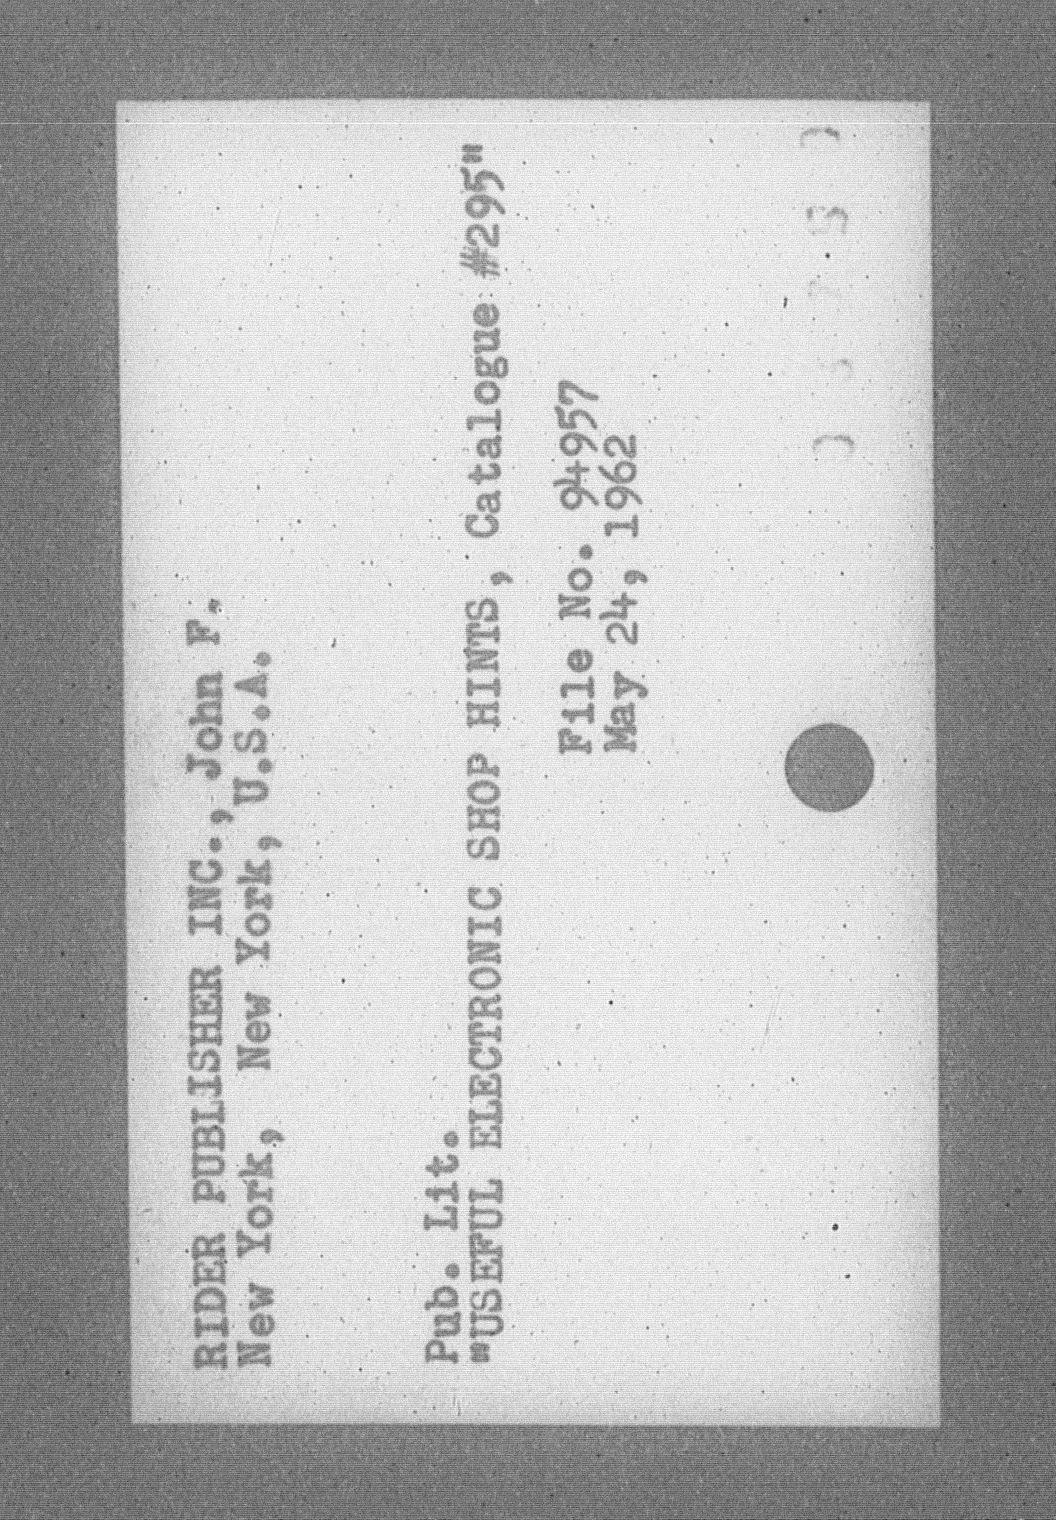 RIDER PUBLISHER INC., John F.
New York, New York, U.S.A.
Pub. Lit.
"USEFUL ELECTRONIC SHOP HINTS, Catalogue #295"
File No. 94957
May 24, 1962